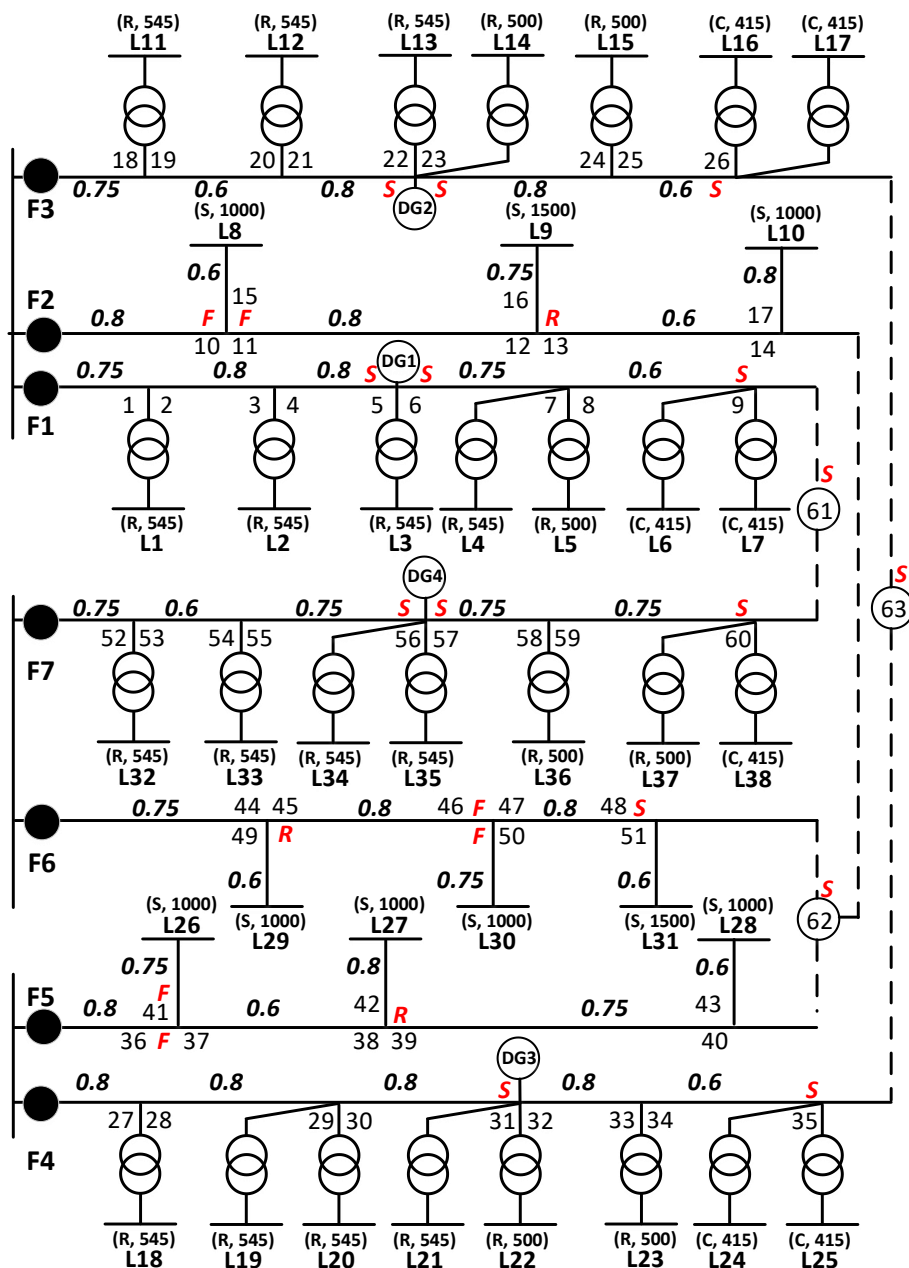 (R, 545) (R, 545) (R, 545) (R, 500) (R, 500) (C, 415) (C, 415)
L11 L12 L13 L14 L15 L16 L17
18 19 20 21 22 23 24 25 26
F3 0.75 0.6 0.8 S S 0.8 0.6 S
DG2
(S, 1000) (S, 1500) (S, 1000)
L8 L9 L10
0.6 0.75 0.8
15 16 17
F2 0.8 F F 0.8 R 0.6
10 11 12 13 14
DG1
F1 0.75 0.8 0.8 S S 0.75 0.6 S
1 2 3 4 5 6 7 8 9
S
61
(R, 545) (R, 545) (R, 545) (R, 545) (R, 500) (C, 415) (C, 415)
L1 L2 L3 L4 L5 L6 L7
DG4
S
63
F7 0.75 0.6 0.75 S S 0.75 0.75 S
52 53 54 55 56 57 58 59 60
(R, 545) (R, 545) (R, 545) (R, 545) (R, 500) (R, 500) (C, 415)
L32 L33 L34 L35 L36 L37 L38
0.75 44 45 0.8 46 F 47 0.8 48 S
F6 49 R F 50 51
0.6 0.75 0.6
S
62
(S, 1000) (S, 1000) (S, 1500)
L29 L30 L31
(S, 1000) (S, 1000) (S, 1000)
L26 L27 L28
0.75 0.8 0.6
F
41 42 R 43
F5 0.8 0.6 0.75
36 F 37 38 39 40
DG3
F4 0.8 0.8 0.8 S 0.8 0.6 S
27 28 29 30 31 32 33 34 35
(R, 545) (R, 545) (R, 545) (R, 545) (R, 500) (R, 500) (C, 415) (C, 415)
L18 L19 L20 L21 L22 L23 L24 L25